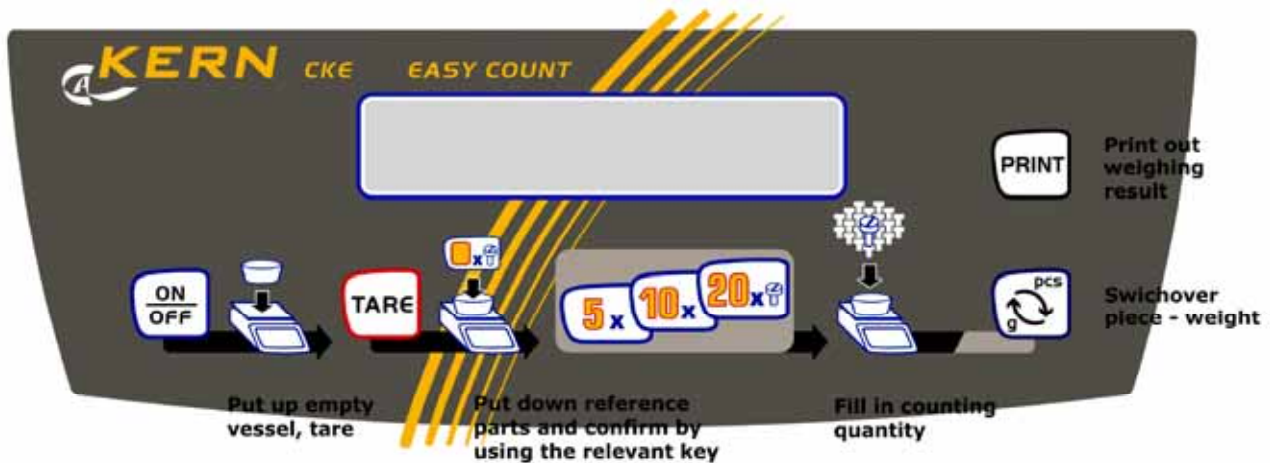 KERN CKE EASY COUNT
PRINT
Print out
weighing
result
ON
OFF
TARE
x
5x
10x
20x
pcs
g
Swichover
piece - weight
Put up empty
vessel, tare
Put down reference
parts and confirm by
using the relevant key
Fill in counting
quantity